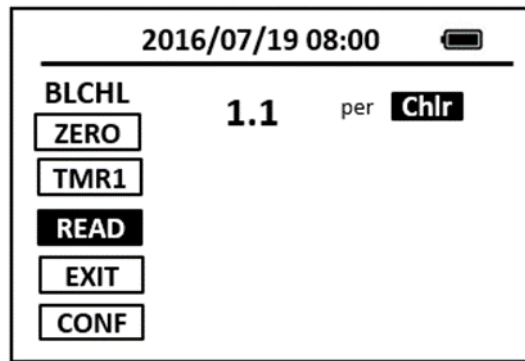 2016/07/19 08:00
BLCHL
1.1 per Chlr
ZERO
TMR1
READ
EXIT
CONF